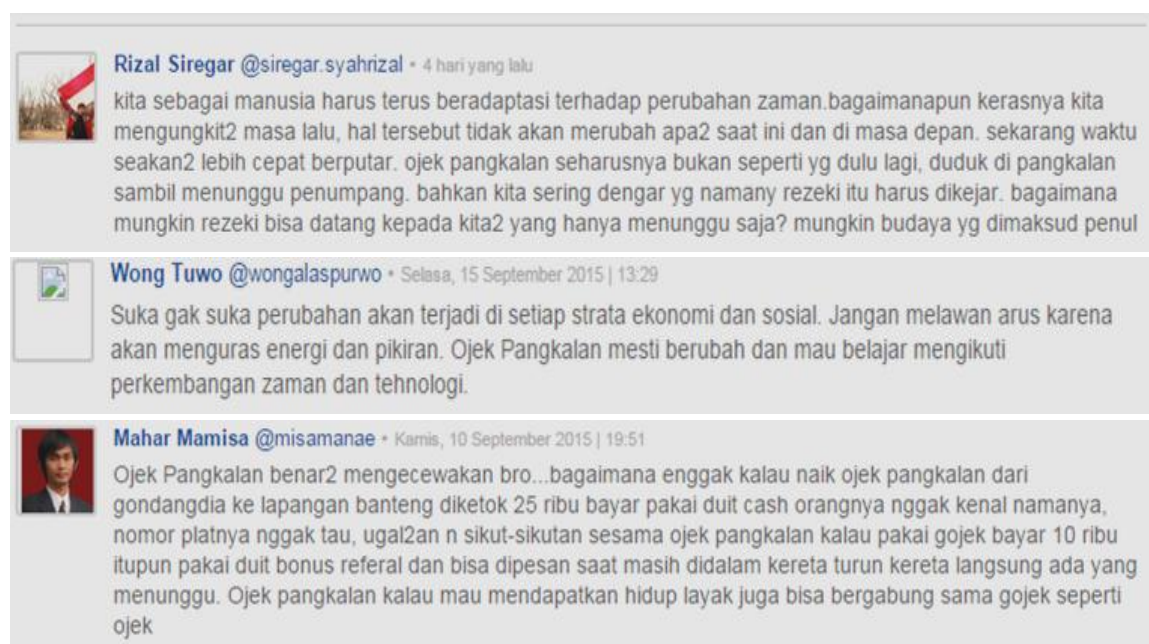 Rizal Siregar @siregar.syahrizal • 4 hari yang lalu
kita sebagai manusia harus terus beradaptasi terhadap perubahan zaman.bagaimanapun kerasnya kita
mengungkit2 masa lalu, hal tersebut tidak akan merubah apa2 saat ini dan di masa depan. sekarang waktu
seakan2 lebih cepat berputar. ojek pangkalan seharusnya bukan seperti yg dulu lagi, duduk di pangkalan
sambil menunggu penumpang. bahkan kita sering dengar yg namany rezeki itu harus dikejar. bagaimana
mungkin rezeki bisa datang kepada kita2 yang hanya menunggu saja? mungkin budaya yg dimaksud penul
Wong Tuwo @wongalaspurwo • Selasa, 15 September 2015 | 13:29
Suka gak suka perubahan akan terjadi di setiap strata ekonomi dan sosial. Jangan melawan arus karena
akan menguras energi dan pikiran. Ojek Pangkalan mesti berubah dan mau belajar mengikuti
perkembangan zaman dan tehnologi.
Mahar Mamisa @misamanae • Kamis, 10 September 2015 | 19:51
Ojek Pangkalan benar2 mengecewakan bro...bagaimana enggak kalau naik ojek pangkalan dari
gondangdia ke lapangan banteng diketok 25 ribu bayar pakai duit cash orangnya nggak kenal namanya,
nomor platnya nggak tau, ugal2an n sikut-sikutan sesama ojek pangkalan kalau pakai gojek bayar 10 ribu
itupun pakai duit bonus referal dan bisa dipesan saat masih didalam kereta turun kereta langsung ada yang
menunggu. Ojek pangkalan kalau mau mendapatkan hidup layak juga bisa bergabung sama gojek seperti
ojek